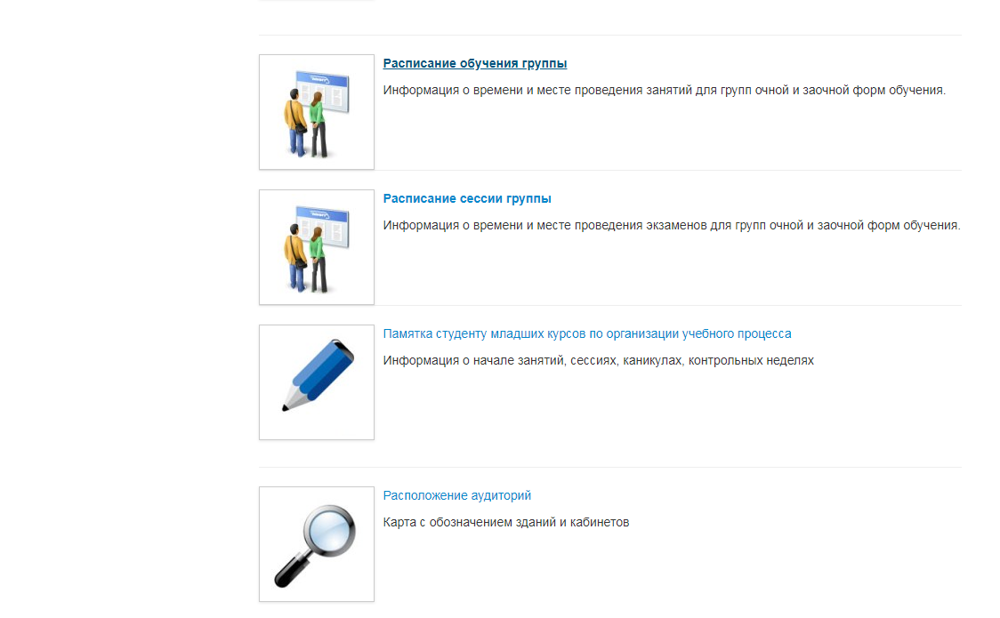 Расписание обучения группы
Информация о времени и месте проведения занятий для групп очной и заочной форм обучения.
Расписание сессии группы
Информация о времени и месте проведения экзаменов для групп очной и заочной форм обучения.
Памятка студенту младших курсов по организации учебного процесса
Информация о начале занятий, сессиях, каникулах, контрольных неделях
Расположение аудиторий
Карта с обозначением зданий и кабинетов